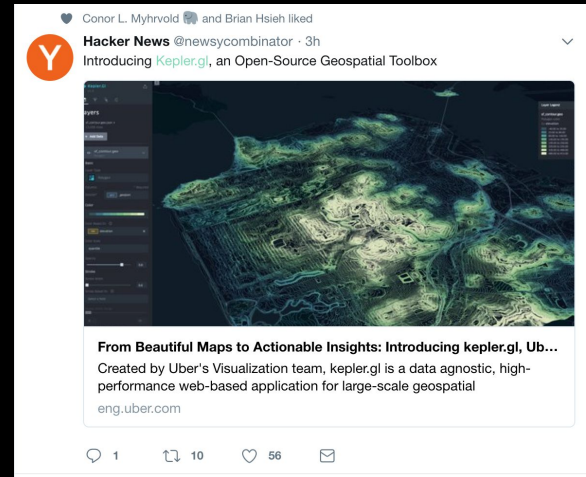 Conor L. Myhrvold 🐘 and Brian Hsieh liked
Hacker News @newsycombinator · 3h
Y
Introducing Kepler.gl, an Open-Source Geospatial Toolbox
From Beautiful Maps to Actionable Insights: Introducing kepler.gl, Ub...
Created by Uber's Visualization team, kepler.gl is a data agnostic, high-
performance web-based application for large-scale geospatial
eng.uber.com
1 10 56